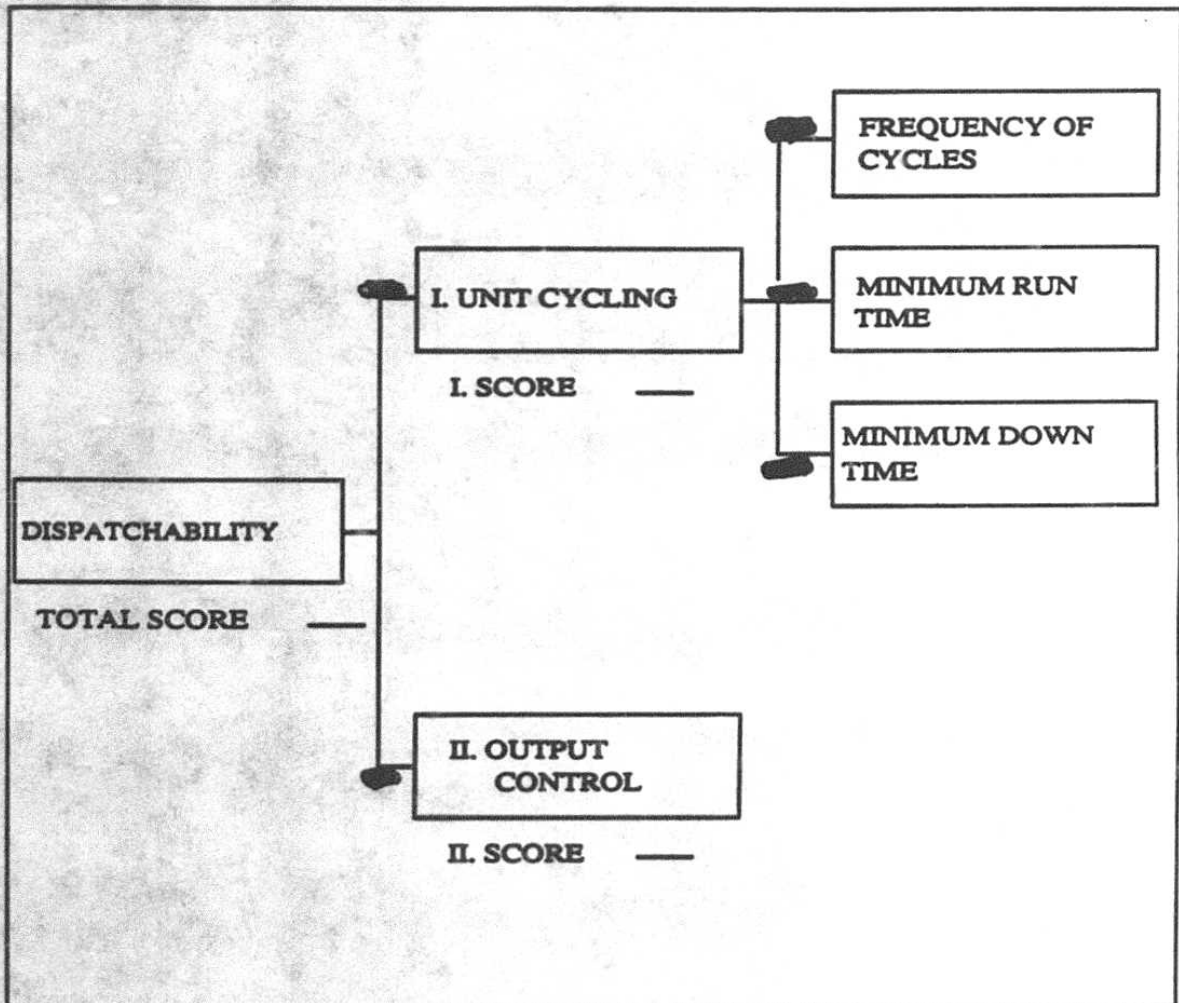 FREQUENCY OF
CYCLES
I. UNIT CYCLING
MINIMUM RUN
TIME
I. SCORE
MINIMUM DOWN
TIME
DISPATCHABILITY
TOTAL SCORE
II. OUTPUT
CONTROL
II. SCORE